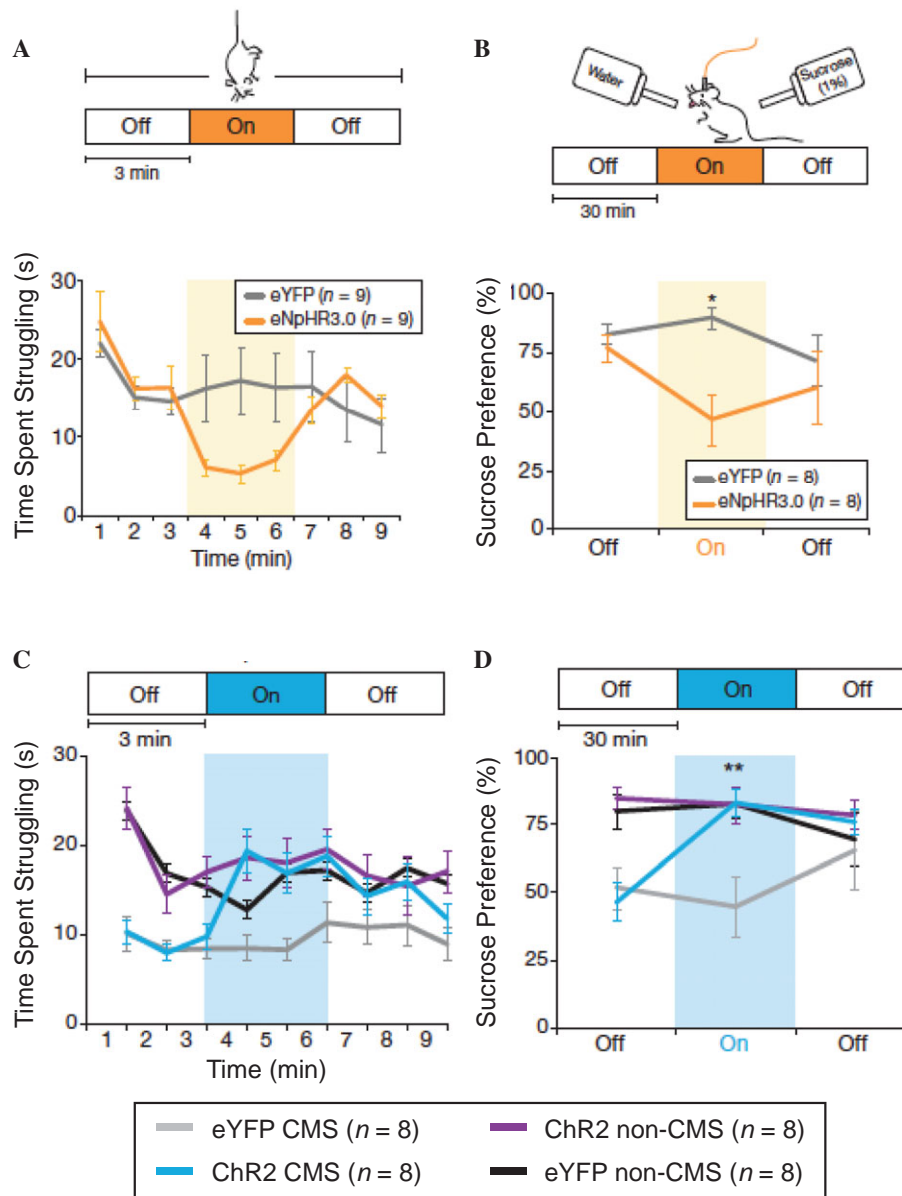 A
Off On Off
3 min
Time Spent Struggling (s)
30
20
10
0
eYFP (n = 9)
eNpHR3.0 (n = 9)
1 2 3 4 5 6 7 8 9
Time (min)
B
Water
Sucrose
(1%)
Off On Off
30 min
Sucrose Preference (%)
100
75
50
25
0
*
eYFP (n = 8)
eNpHR3.0 (n = 8)
Off On Off
C
Off On Off
3 min
Time Spent Struggling (s)
30
20
10
0
1 2 3 4 5 6 7 8 9
Time (min)
D
Off On Off
30 min
Sucrose Preference (%)
100
75
50
25
0
**
Off On Off
eYFP CMS (n = 8)
ChR2 non-CMS (n = 8)
ChR2 CMS (n = 8)
eYFP non-CMS (n = 8)